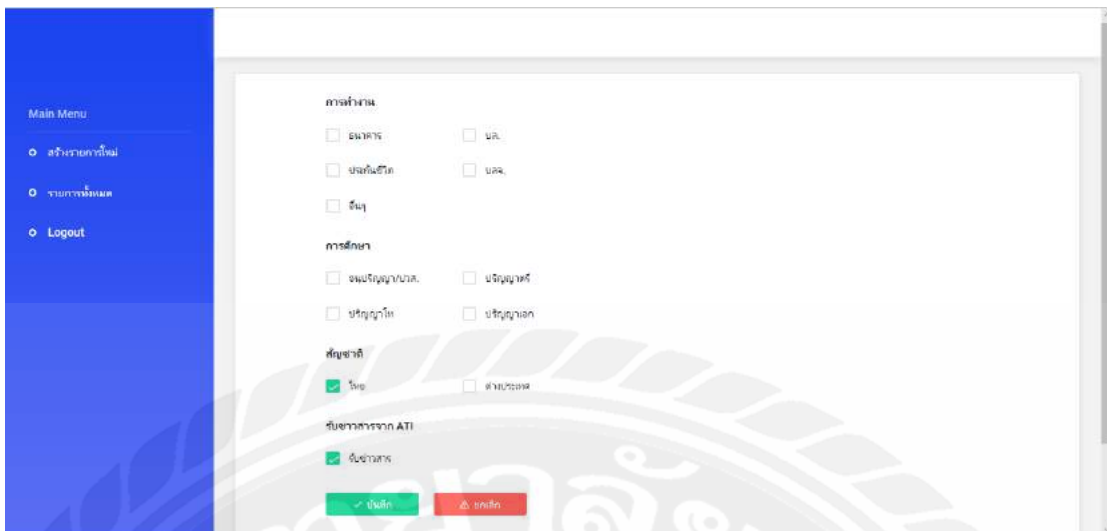 Main Menu
สร้างรายการใหม่
รายการทั้งหมด
Logout
การทำงาน
ธนาคาร
บล.
ประกันชีวิต
บลจ.
อื่นๆ
การศึกษา
อนุปริญญา/ปวส.
ปริญญาตรี
ปริญญาโท
ปริญญาเอก
สัญชาติ
ไทย
ต่างประเทศ
รับข่าวสารจาก ATI
รับข่าวสาร
บันทึก
ยกเลิก